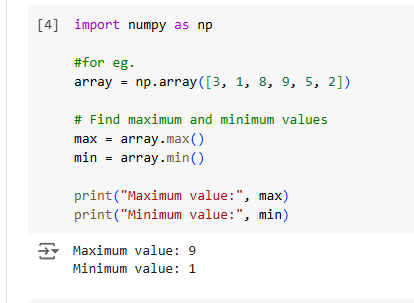 [4] import numpy as np
#for eg.
array = np.array([3, 1, 8, 9, 5, 2])
# Find maximum and minimum values
max = array.max()
min = array.min()
print("Maximum value:", max)
print("Minimum value:", min)
Maximum value: 9
Minimum value: 1